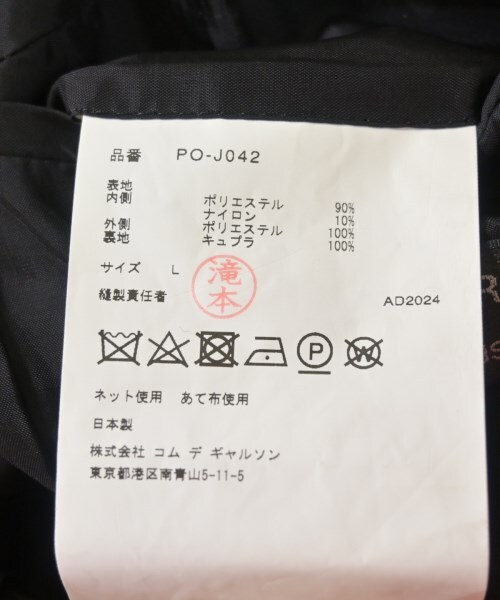 品番 PO-J042
表地
内側 ポリエステル 90%
ナイロン 10%
外側 ポリエステル 100%
裏地 キュプラ 100%
サイズ L
滝本
縫製責任者 AD2024
P W
ネット使用 あて布使用
日本製
株式会社 コム デ ギャルソン
東京都港区南青山5-11-5